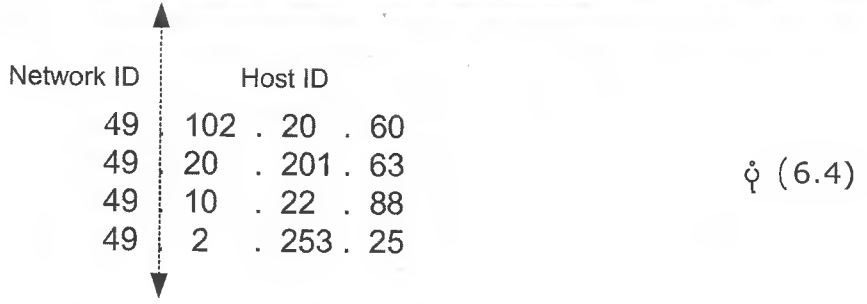 Network ID Host ID
49 . 102 . 20 . 60
49 . 20 . 201 . 63
(6.4)
49 . 10 . 22 . 88
49 . 2 . 253 . 25